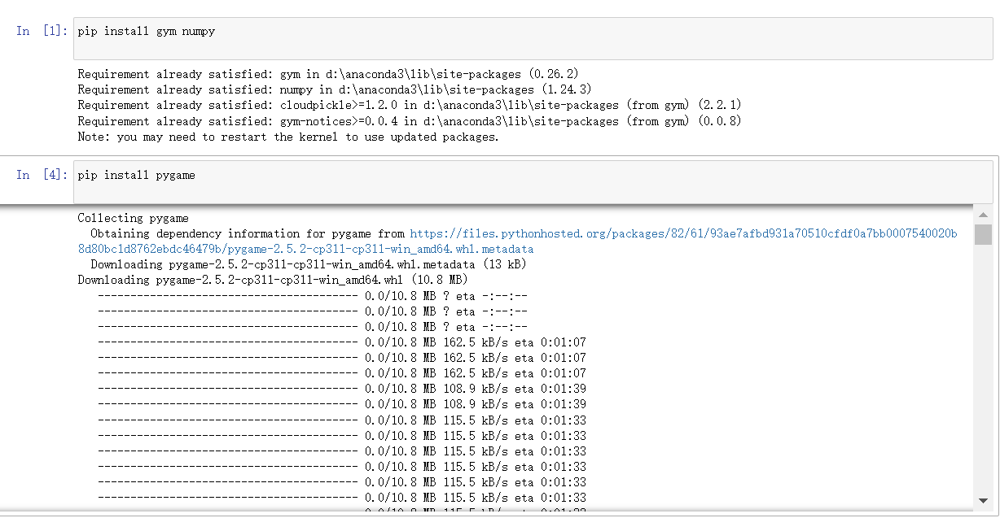 In [1]: pip install gym numpy
Requirement already satisfied: gym in d:\anaconda3\lib\site-packages (0.26.2)
Requirement already satisfied: numpy in d:\anaconda3\lib\site-packages (1.24.3)
Requirement already satisfied: cloudpickle>=1.2.0 in d:\anaconda3\lib\site-packages (from gym) (2.2.1)
Requirement already satisfied: gym-notices>=0.0.4 in d:\anaconda3\lib\site-packages (from gym) (0.0.8)
Note: you may need to restart the kernel to use updated packages.
In [4]: pip install pygame
Collecting pygame
Obtaining dependency information for pygame from https://files.pythonhosted.org/packages/82/61/93ae7afbd931a70510cfdf0a7bb0007540020b
8d80bc1d8762ebdc46479b/pygame-2.5.2-cp311-cp311-win_amd64.whl.metadata
Downloading pygame-2.5.2-cp311-cp311-win_amd64.whl.metadata (13 kB)
Downloading pygame-2.5.2-cp311-cp311-win_amd64.whl (10.8 MB)
---------------------------------------- 0.0/10.8 MB ? eta -:--:--
---------------------------------------- 0.0/10.8 MB ? eta -:--:--
---------------------------------------- 0.0/10.8 MB ? eta -:--:--
---------------------------------------- 0.0/10.8 MB 162.5 kB/s eta 0:01:07
---------------------------------------- 0.0/10.8 MB 162.5 kB/s eta 0:01:07
---------------------------------------- 0.0/10.8 MB 162.5 kB/s eta 0:01:07
---------------------------------------- 0.0/10.8 MB 108.9 kB/s eta 0:01:39
---------------------------------------- 0.0/10.8 MB 108.9 kB/s eta 0:01:39
---------------------------------------- 0.0/10.8 MB 115.5 kB/s eta 0:01:33
---------------------------------------- 0.0/10.8 MB 115.5 kB/s eta 0:01:33
---------------------------------------- 0.0/10.8 MB 115.5 kB/s eta 0:01:33
---------------------------------------- 0.0/10.8 MB 115.5 kB/s eta 0:01:33
---------------------------------------- 0.0/10.8 MB 115.5 kB/s eta 0:01:33
---------------------------------------- 0.0/10.8 MB 115.5 kB/s eta 0:01:33